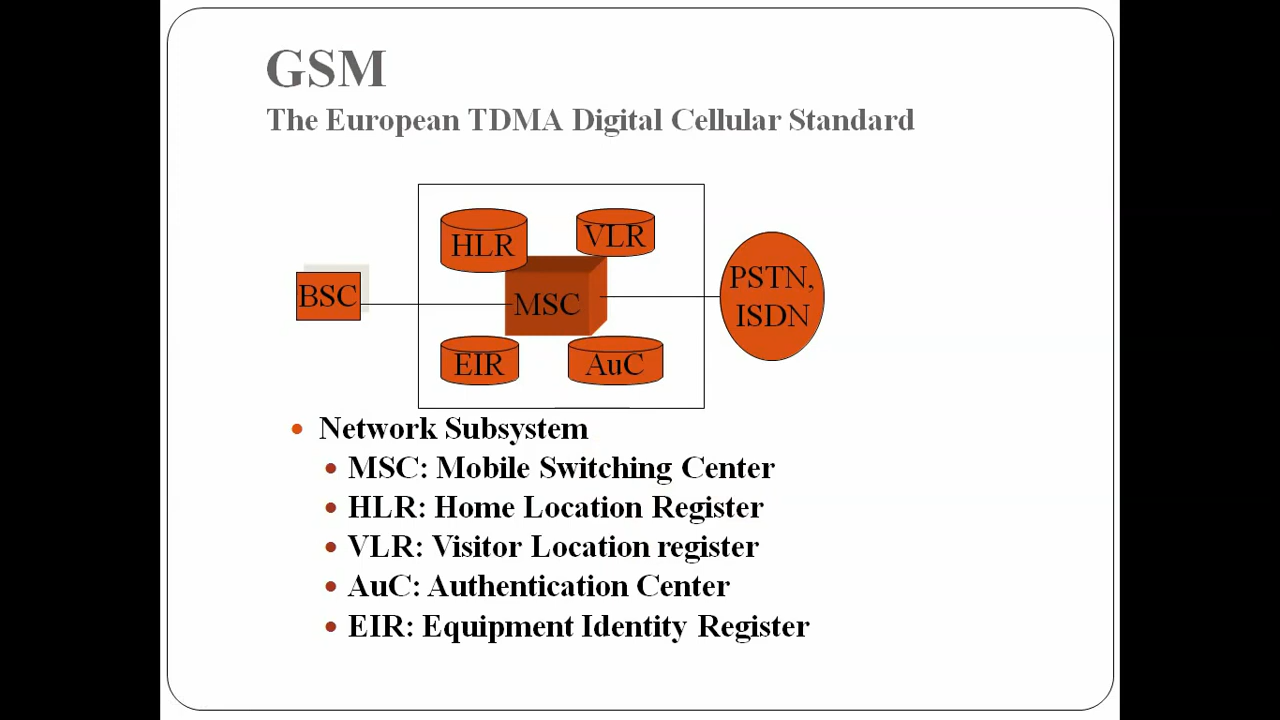 GSM
The European TDMA Digital Cellular Standard
HLR
VLR
BSC
MSC
PSTN,
ISDN
EIR
AuC
• Network Subsystem
• MSC: Mobile Switching Center
• HLR: Home Location Register
• VLR: Visitor Location register
• AuC: Authentication Center
• EIR: Equipment Identity Register